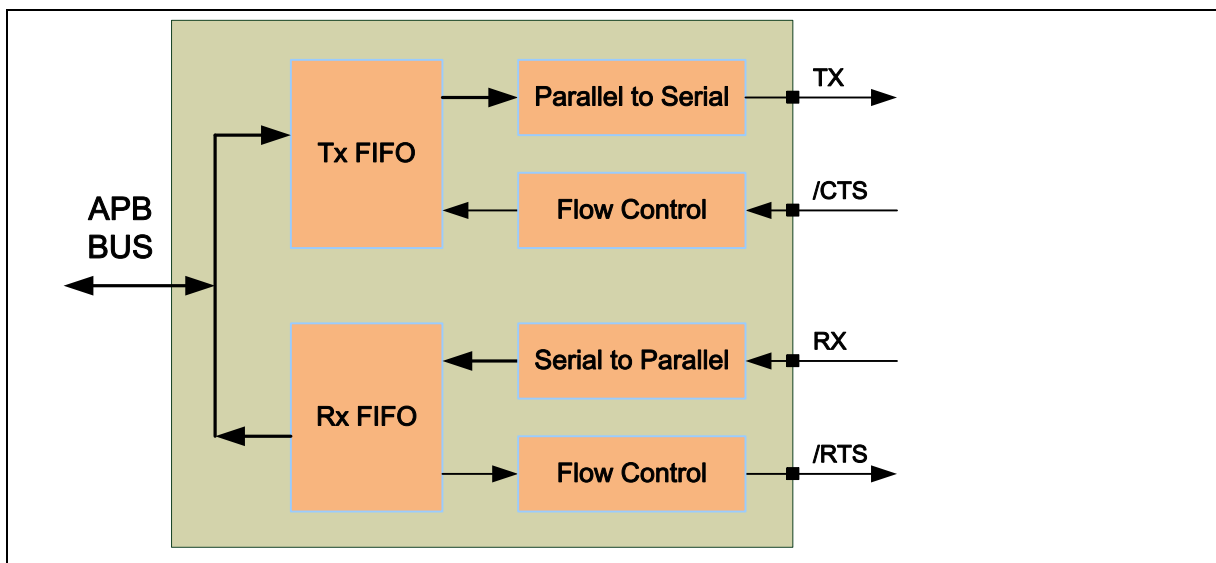 APB
BUS
Tx FIFO
Parallel to Serial
TX
Flow Control
/CTS
Rx FIFO
Serial to Parallel
RX
Flow Control
/RTS